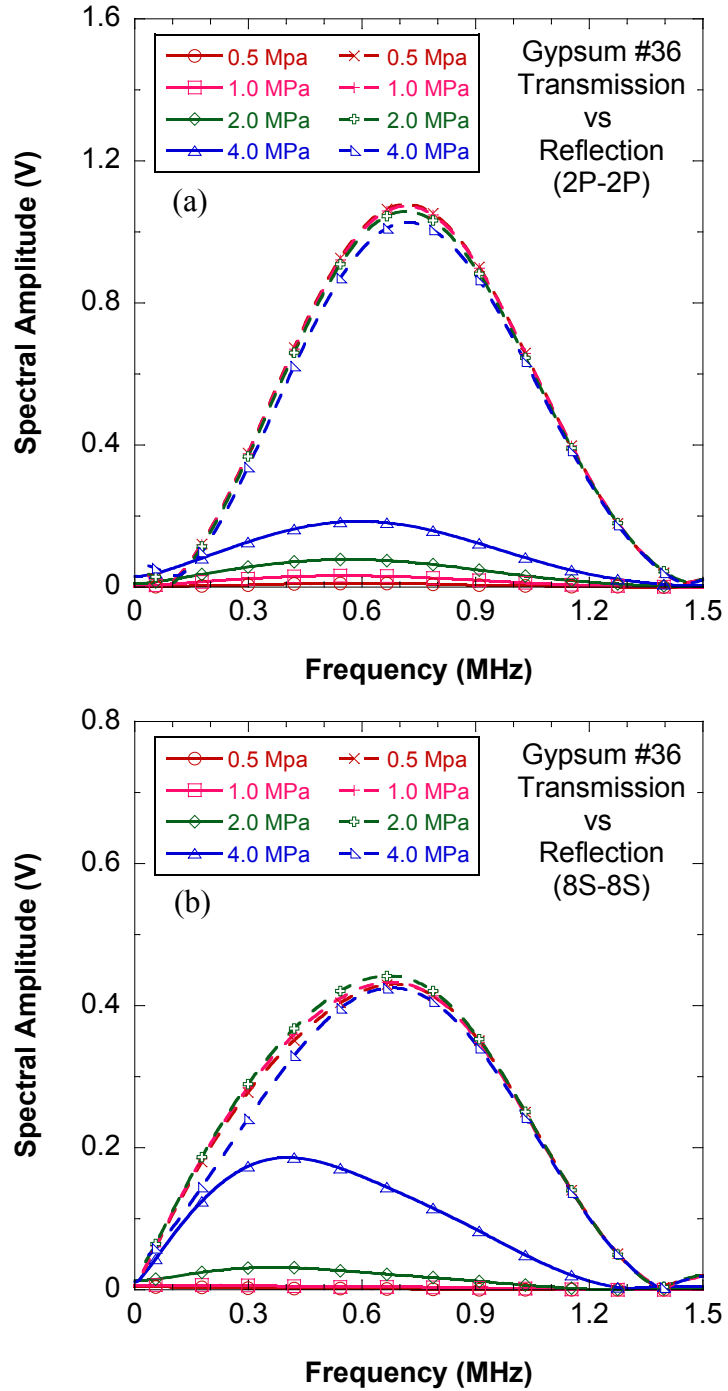 1.6
1.2
0.8
0.4
0
Spectral Amplitude (V)
0.5 Mpa
0.5 Mpa
1.0 MPa
1.0 MPa
2.0 MPa
2.0 MPa
4.0 MPa
4.0 MPa
Gypsum #36
Transmission
vs
Reflection
(2P-2P)
(a)
0
0.3
0.6
0.9
1.2
1.5
Frequency (MHz)
0.8
0.6
0.4
0.2
0
Spectral Amplitude (V)
0.5 Mpa
0.5 Mpa
1.0 MPa
1.0 MPa
2.0 MPa
2.0 MPa
4.0 MPa
4.0 MPa
Gypsum #36
Transmission
vs
Reflection
(8S-8S)
(b)
0
0.3
0.6
0.9
1.2
1.5
Frequency (MHz)